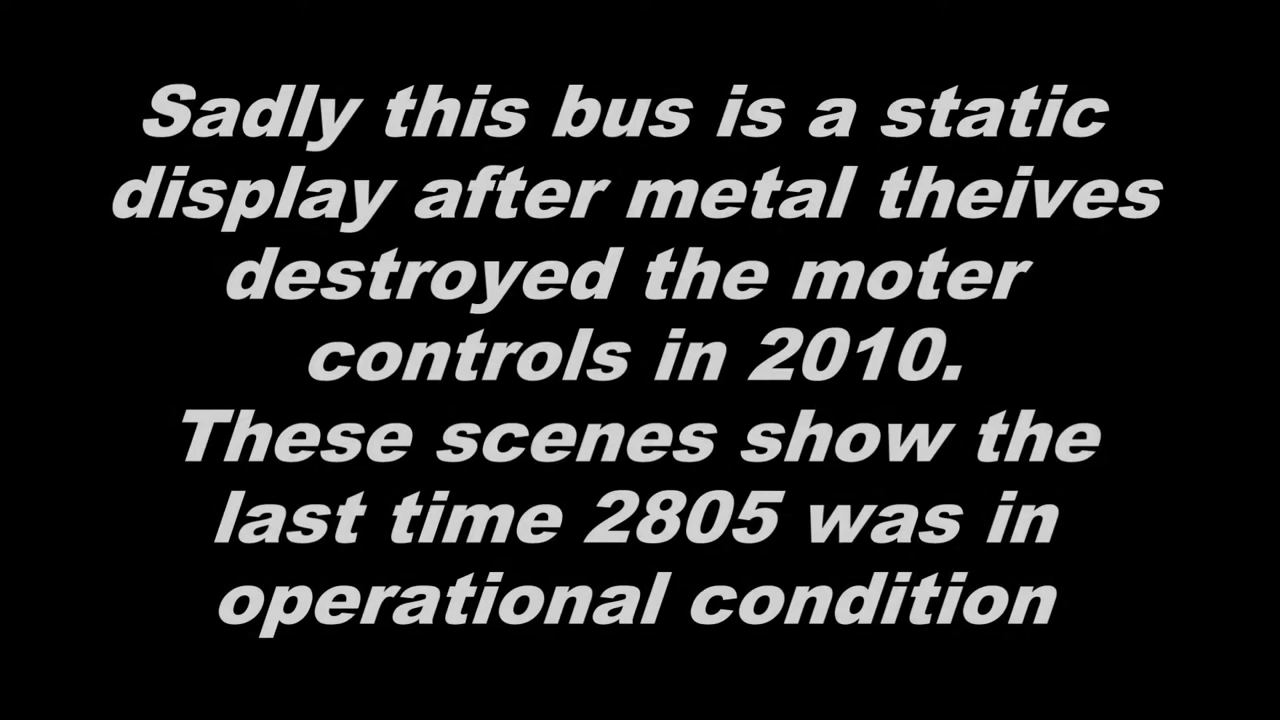 Sadly this bus is a static
display after metal theives
destroyed the moter
controls in 2010.
These scenes show the
last time 2805 was in
operational condition